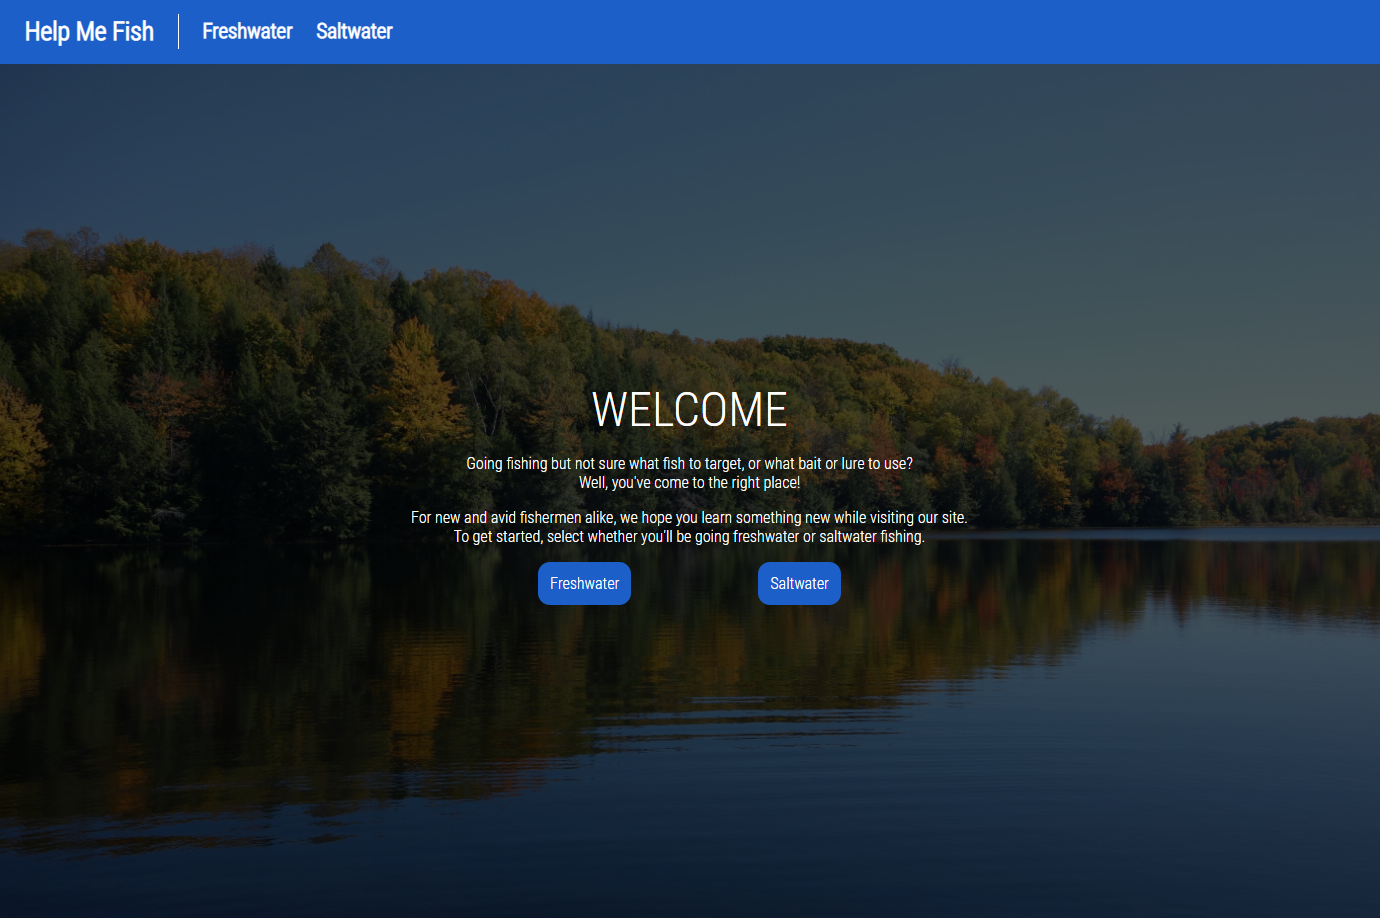 Help Me Fish
Freshwater
Saltwater
WELCOME
Going fishing but not sure what fish to target, or what bait or lure to use?
Well, you've come to the right place!
For new and avid fishermen alike, we hope you learn something new while visiting our site.
To get started, select whether you'll be going freshwater or saltwater fishing.
Freshwater
Saltwater